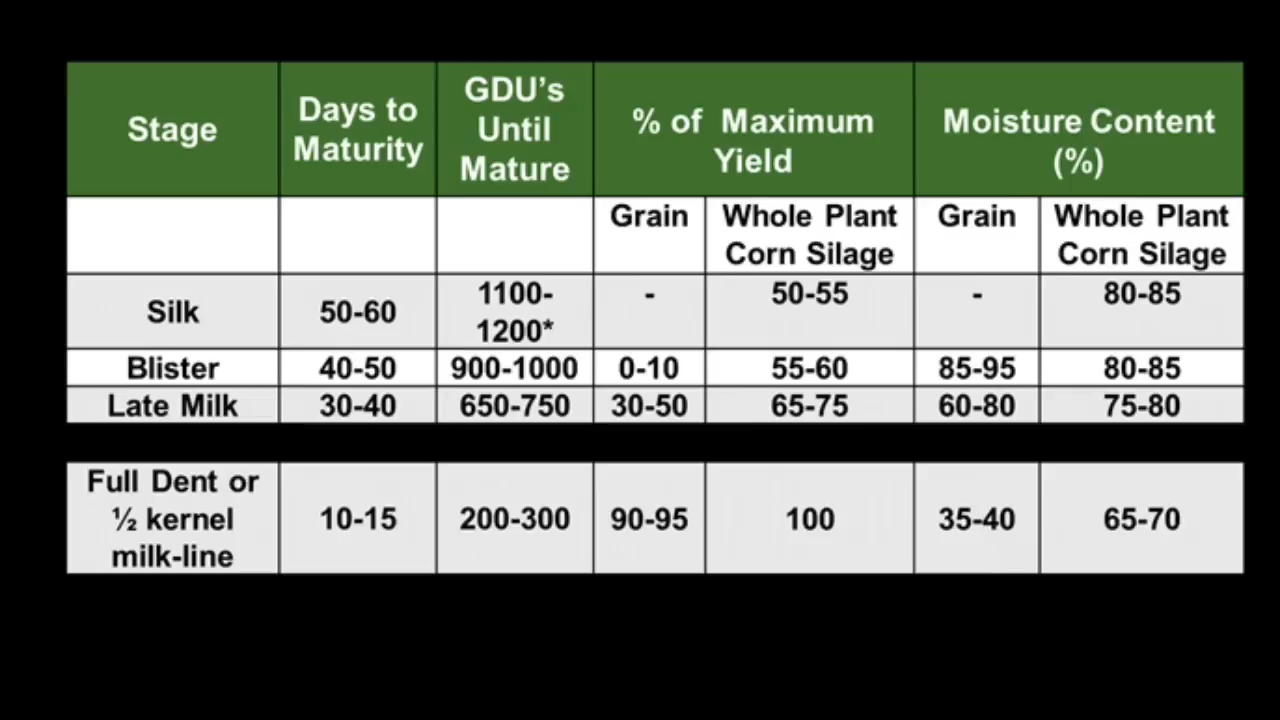 Stage
Days to
Maturity
GDU's
Until
Mature
% of Maximum
Yield
Moisture Content
(%)
Grain
Whole Plant
Corn Silage
Grain
Whole Plant
Corn Silage
Silk
50-60
1100-
1200*
-
50-55
-
80-85
Blister
40-50
900-1000
0-10
55-60
85-95
80-85
Late Milk
30-40
650-750
30-50
65-75
60-80
75-80
Full Dent or
½ kernel
milk-line
10-15
200-300
90-95
100
35-40
65-70